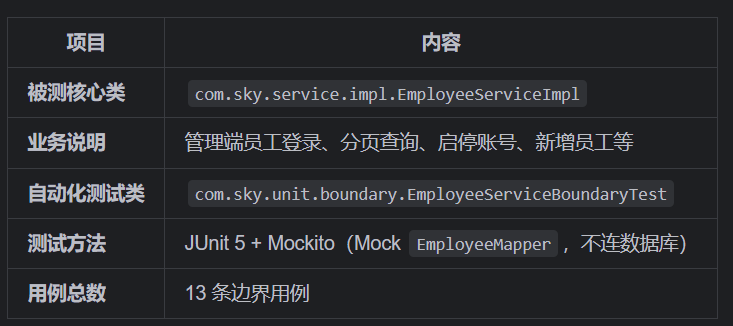 项目 内容
被测核心类 com.sky.service.impl.EmployeeServiceImpl
业务说明 管理端员工登录、分页查询、启停账号、新增员工等
自动化测试类 com.sky.unit.boundary.EmployeeServiceBoundaryTest
测试方法 JUnit 5 + Mockito（Mock EmployeeMapper，不连数据库）
用例总数 13 条边界用例